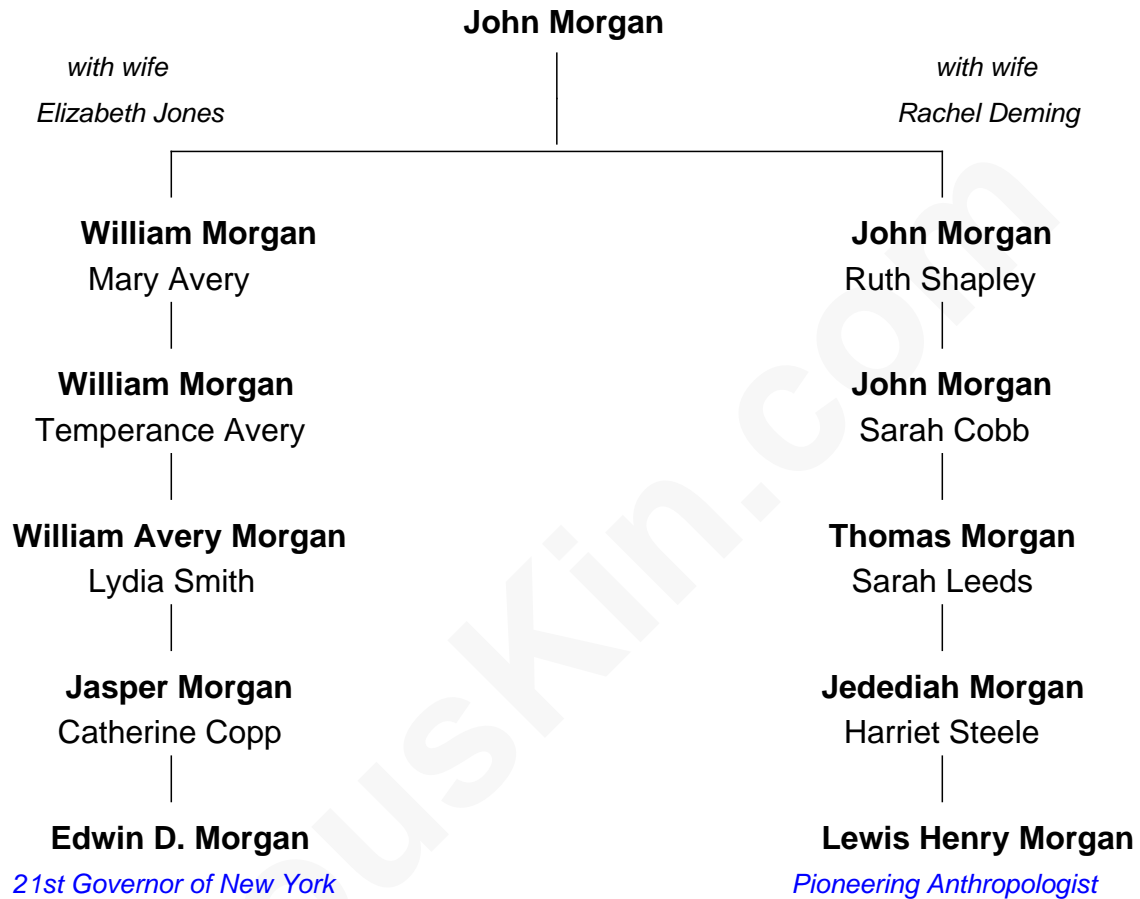 John Morgan
with wife
Elizabeth Jones
with wife
Rachel Deming
William Morgan
Mary Avery
John Morgan
Ruth Shapley
William Morgan
Temperance Avery
John Morgan
Sarah Cobb
William Avery Morgan
Lydia Smith
Thomas Morgan
Sarah Leeds
Jasper Morgan
Catherine Copp
Jedediah Morgan
Harriet Steele
Edwin D. Morgan
21st Governor of New York
Lewis Henry Morgan
Pioneering Anthropologist
usKin.com